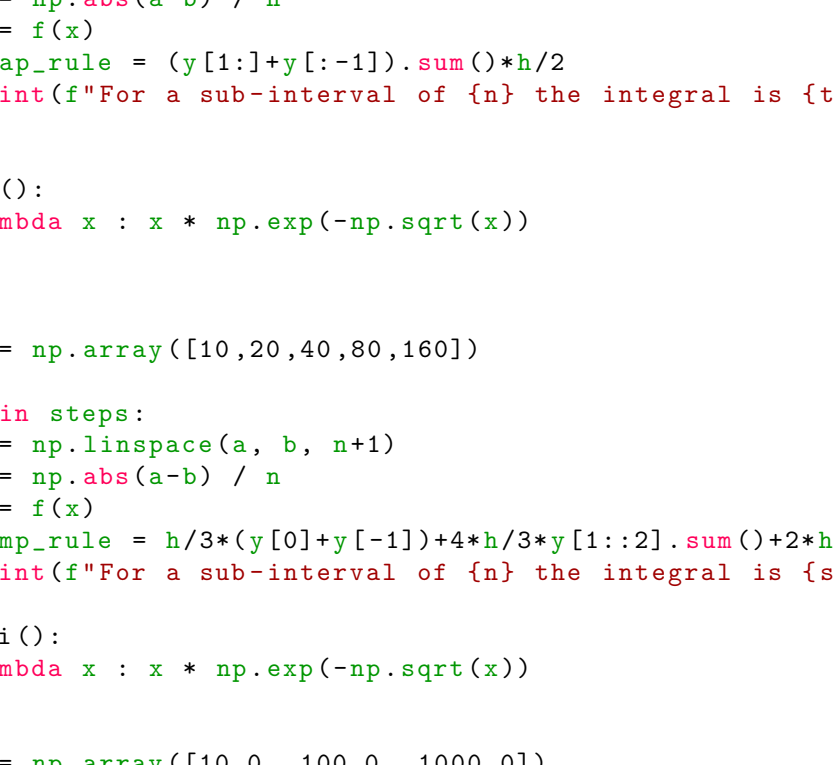 = np.abs(a-b) / n
= f(x)
ap_rule = (y[1:]+y[:-1]).sum()*h/2
int(f"For a sub-interval of {n} the integral is {t
():
mbda x : x * np.exp(-np.sqrt(x))
= np.array([10,20,40,80,160])
in steps:
= np.linspace(a, b, n+1)
= np.abs(a-b) / n
= f(x)
mp_rule = h/3*(y[0]+y[-1])+4*h/3*y[1::2].sum()+2*h
int(f"For a sub-interval of {n} the integral is {s
i():
mbda x : x * np.exp(-np.sqrt(x))
= np.array([10.0, 100.0, 1000.0])